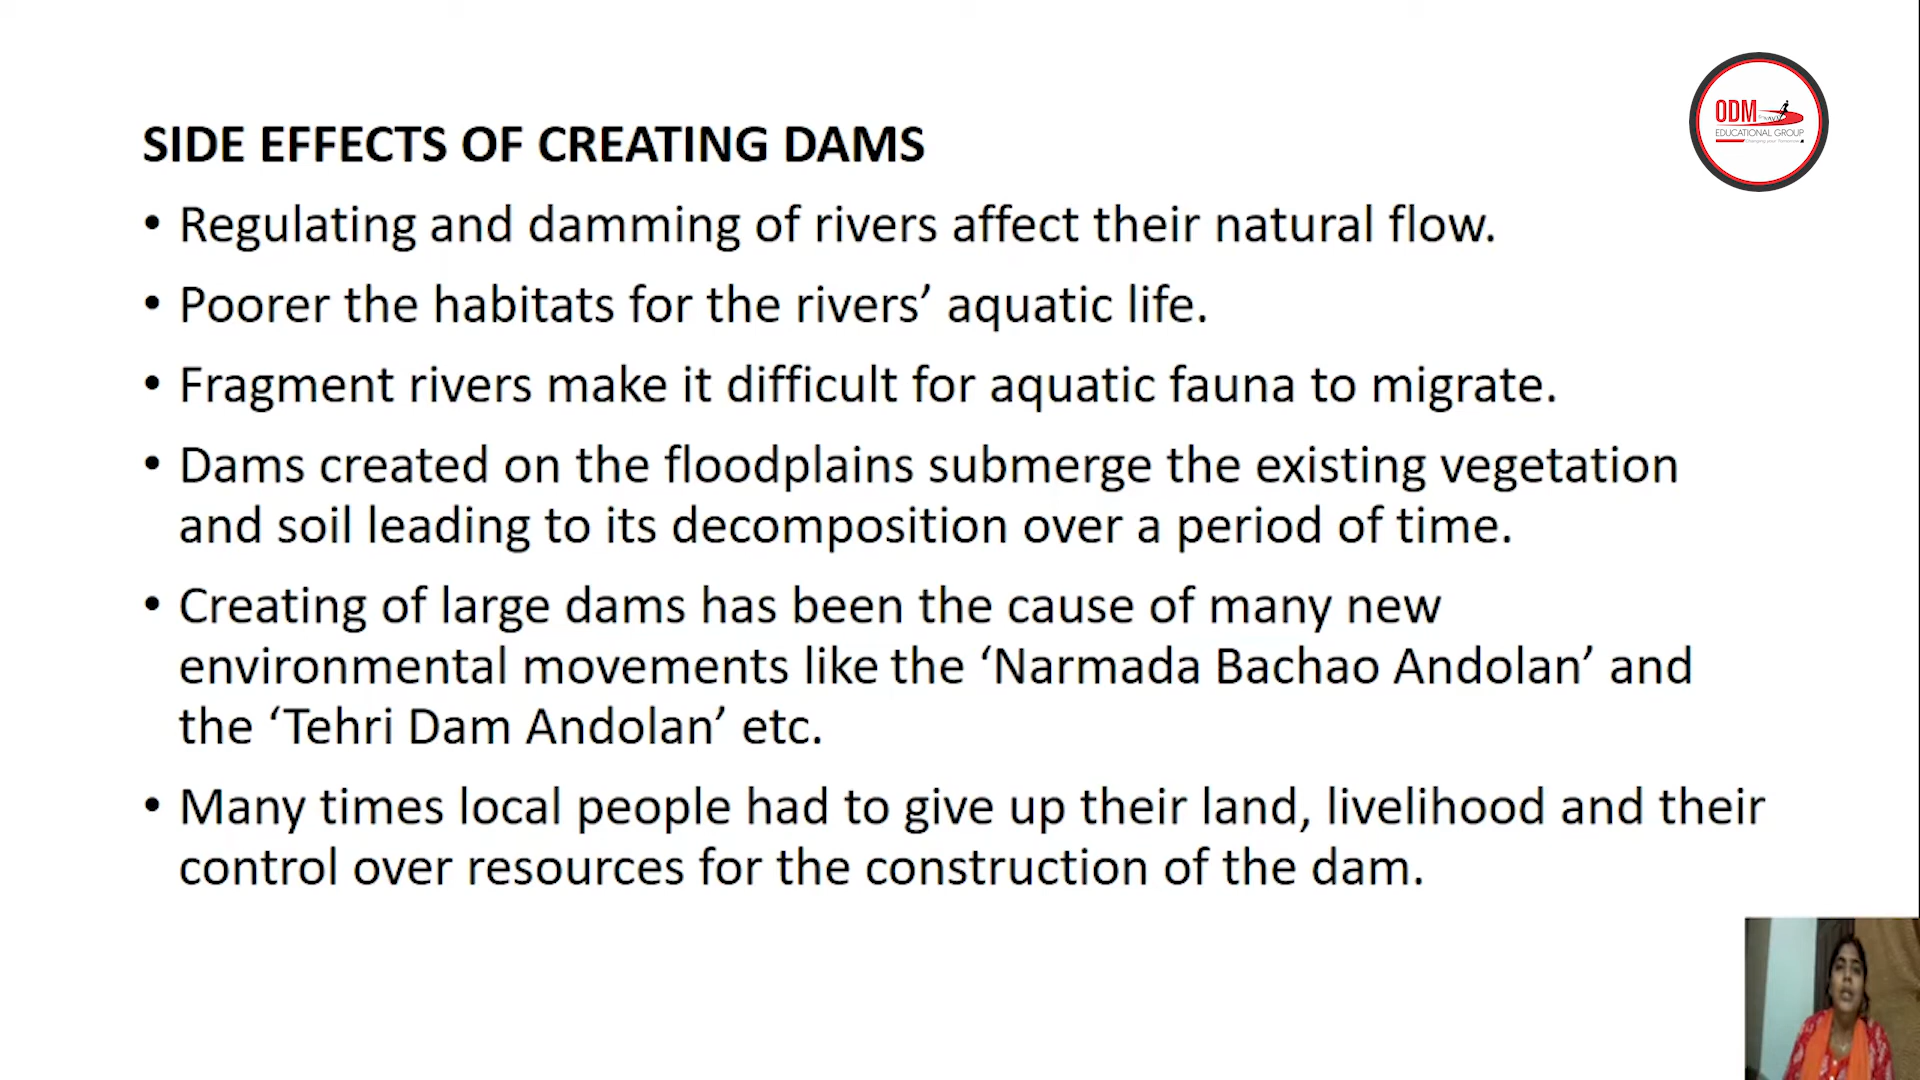 ODM
EDUCATIONAL GROUP
SIDE EFFECTS OF CREATING DAMS
• Regulating and damming of rivers affect their natural flow.
• Poorer the habitats for the rivers’ aquatic life.
• Fragment rivers make it difficult for aquatic fauna to migrate.
• Dams created on the floodplains submerge the existing vegetation
and soil leading to its decomposition over a period of time.
• Creating of large dams has been the cause of many new
environmental movements like the ‘Narmada Bachao Andolan’ and
the ‘Tehri Dam Andolan’ etc.
• Many times local people had to give up their land, livelihood and their
control over resources for the construction of the dam.